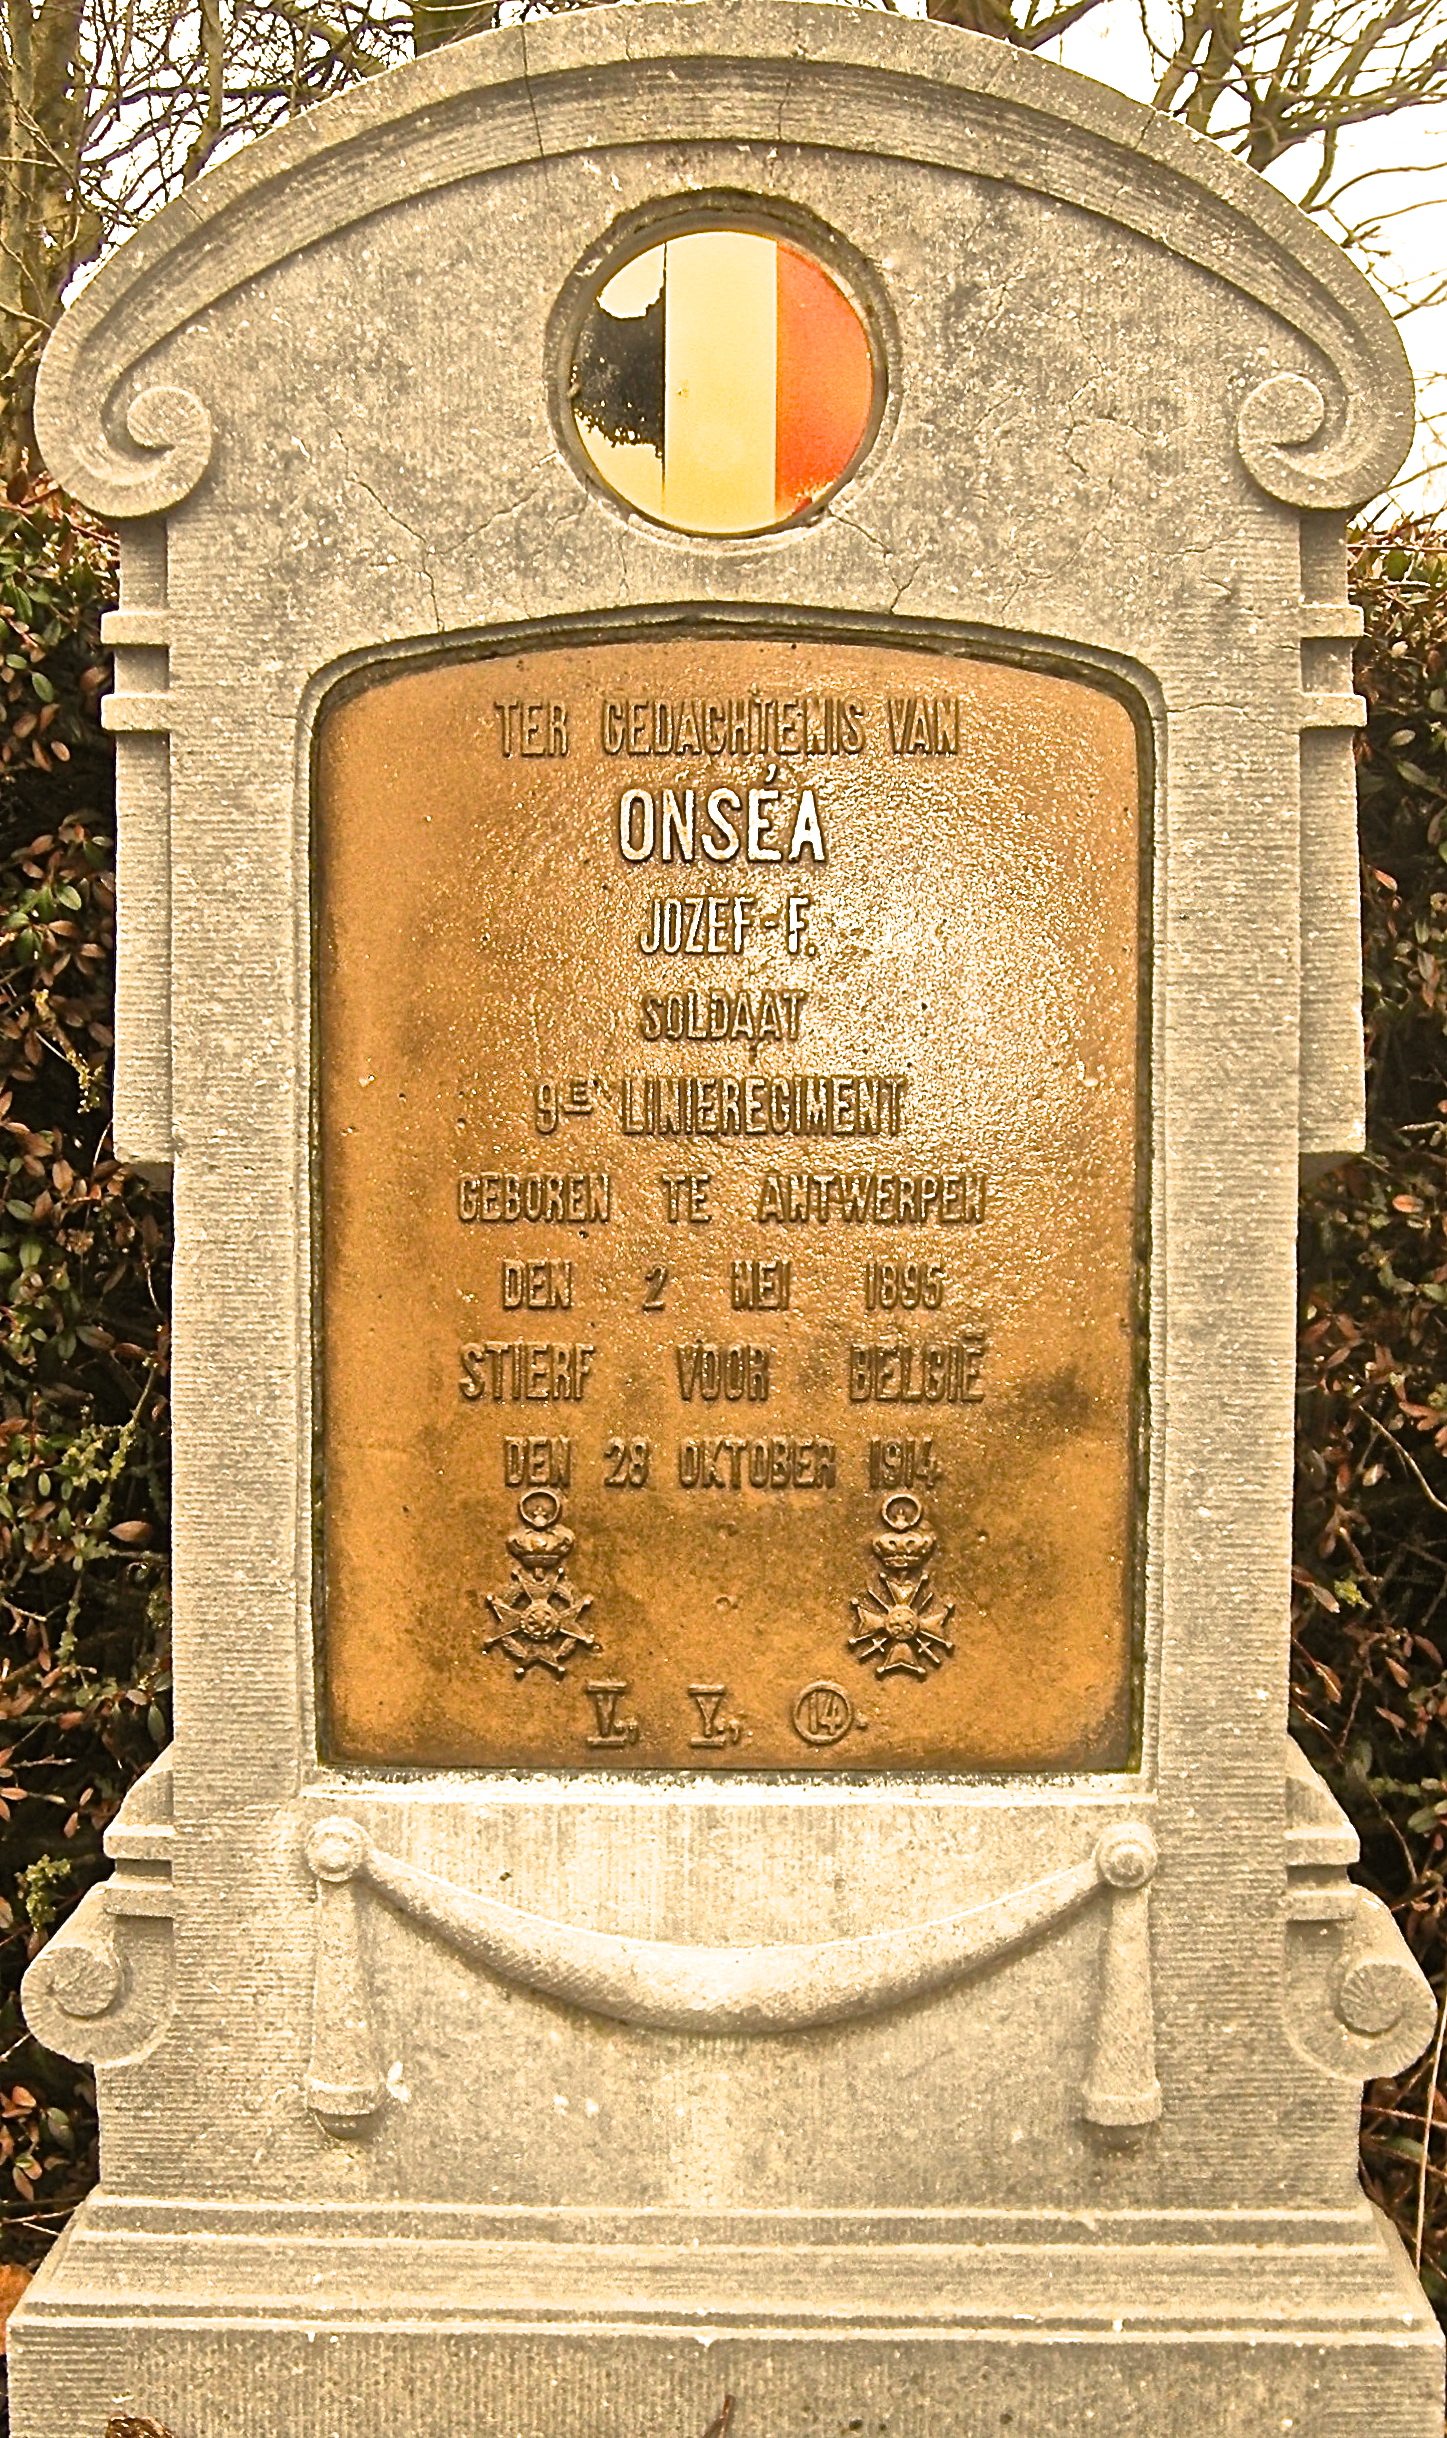 TER GEDACHTENIS VAN
ONSÉA
JOZEF-F.
SOLDAAT
9E LINIEREGIMENT
GEBOREN TE ANTWERPEN
DEN 2 MEI 1895
STIERF VOOR BELGIË
DEN 28 OKTOBER 1914
V., Y., 14.